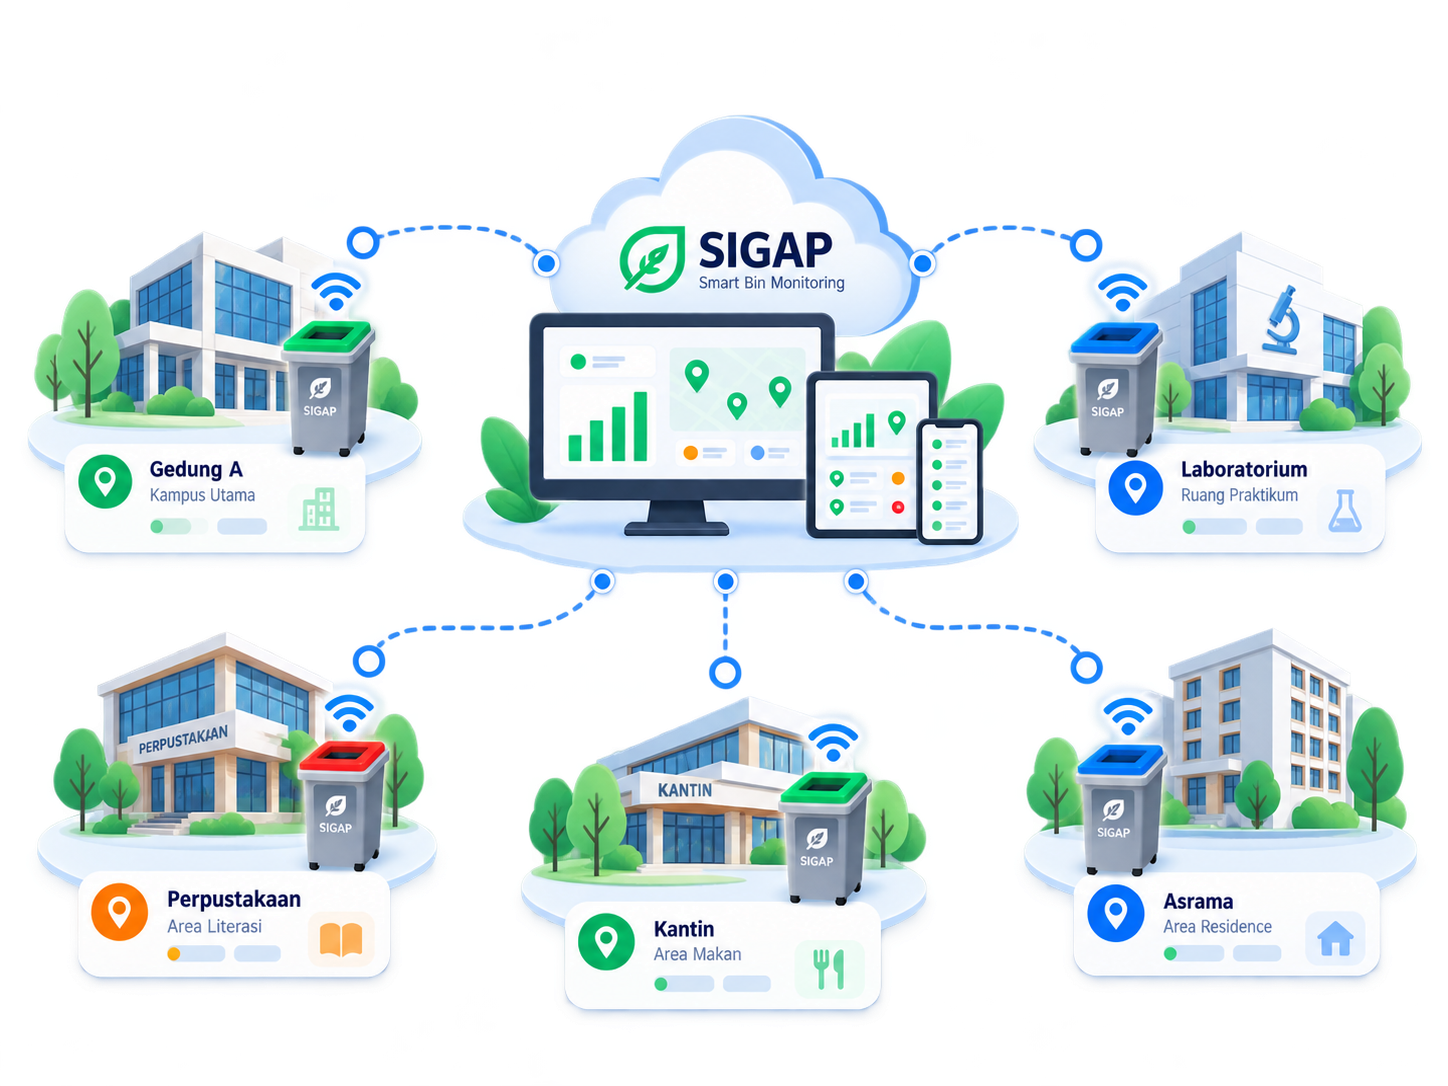 SIGAP
Smart Bin Monitoring
SIGAP
Gedung A
Kampus Utama
SIGAP
Laboratorium
Ruang Praktikum
PERPUSTAKAAN
SIGAP
Perpustakaan
Area Literasi
KANTIN
SIGAP
Kantin
Area Makan
SIGAP
Asrama
Area Residence